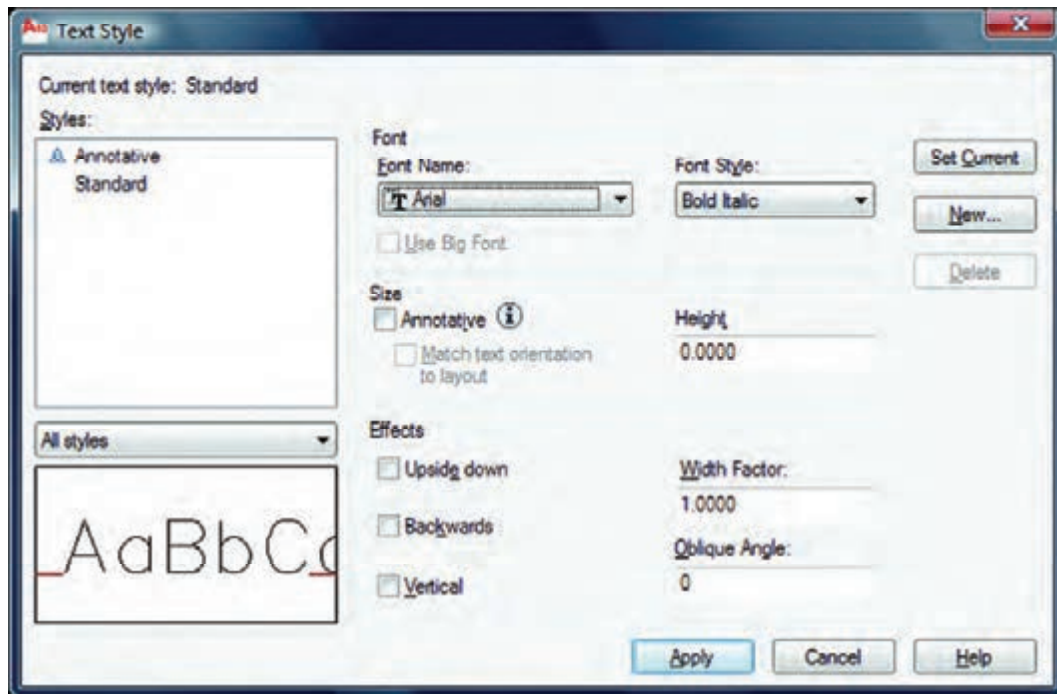 Text Style
Current text style: Standard
Styles:
Annotative
Standard
All styles
AaBbCc
Font
Font Name:
Arial
Use Big Font
Font Style:
Bold Italic
Size
Annotative
Match text orientation
to layout
Height
0.0000
Effects
Upside down
Backwards
Vertical
Width Factor:
1.0000
Oblique Angle:
0
Set Current
New...
Delete
Apply
Cancel
Help